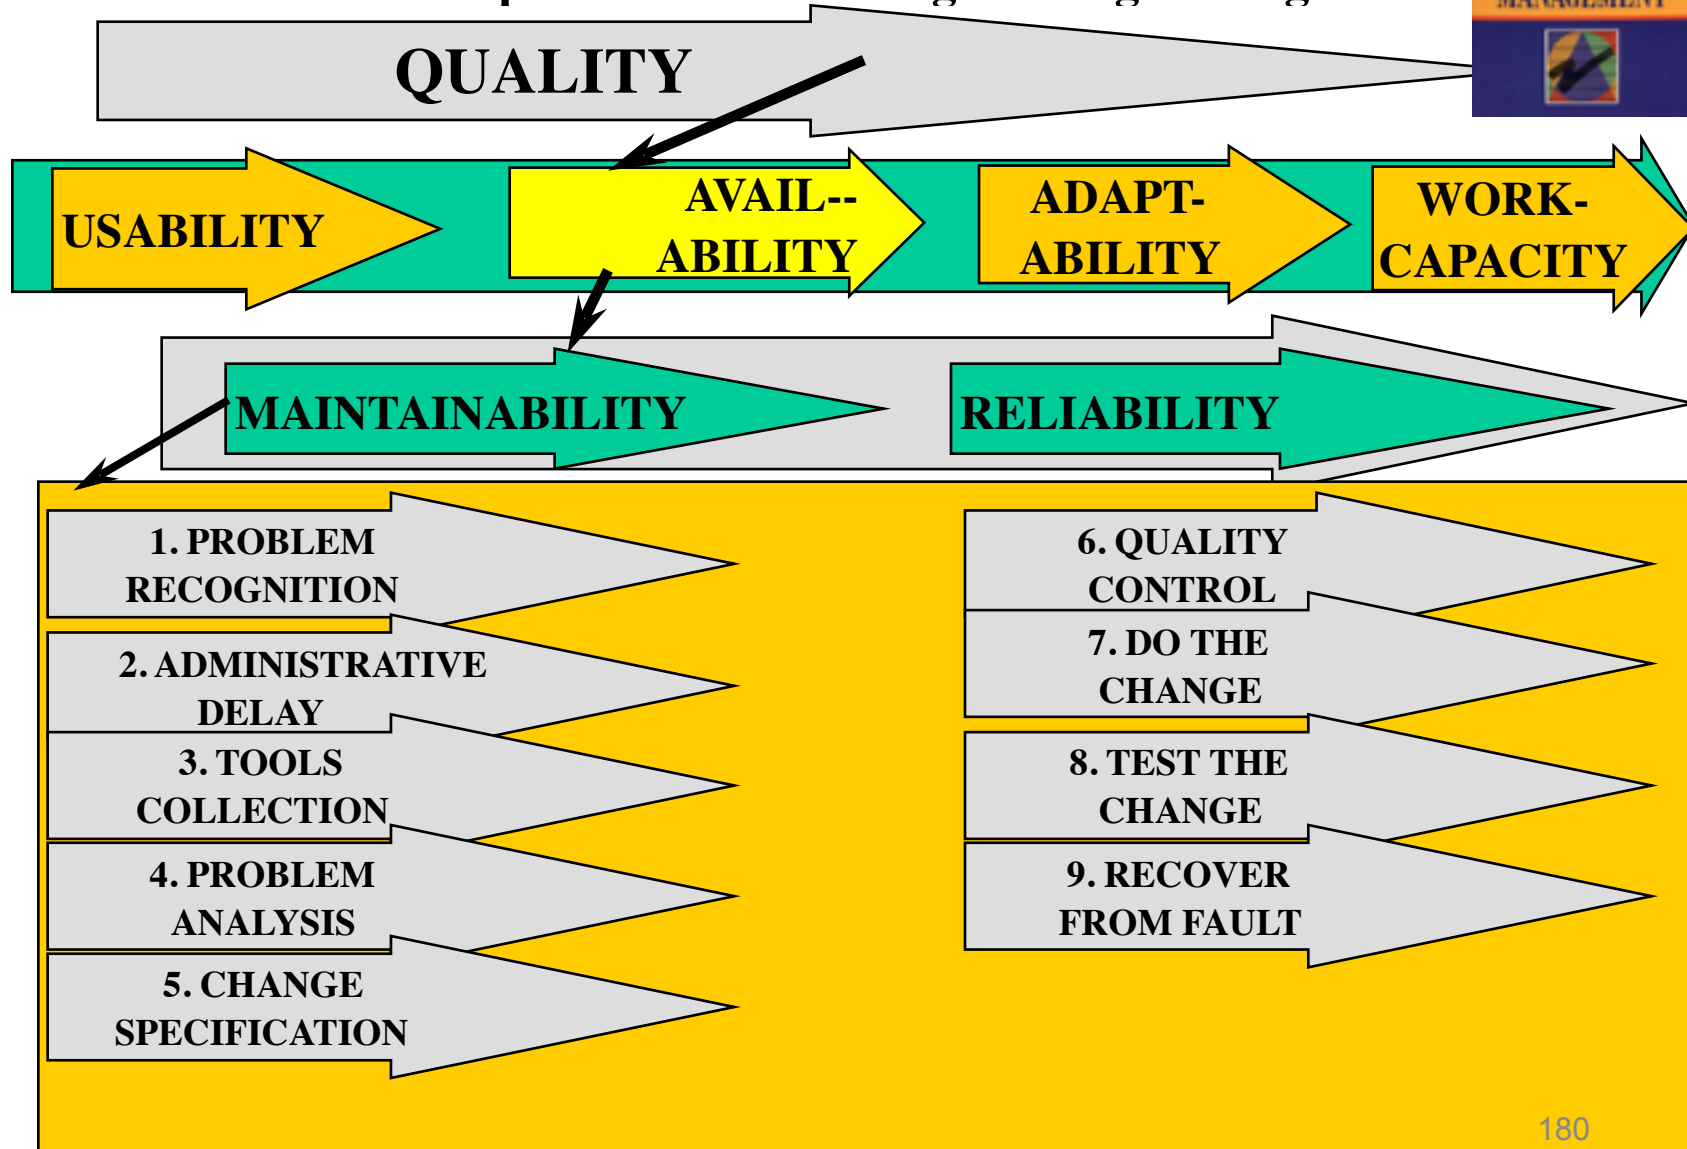 MANAGEMENT
QUALITY
USABILITY
AVAIL--
ABILITY
ADAPT-
ABILITY
WORK-
CAPACITY
MAINTAINABILITY
RELIABILITY
1. PROBLEM
RECOGNITION
2. ADMINISTRATIVE
DELAY
3. TOOLS
COLLECTION
4. PROBLEM
ANALYSIS
5. CHANGE
SPECIFICATION
6. QUALITY
CONTROL
7. DO THE
CHANGE
8. TEST THE
CHANGE
9. RECOVER
FROM FAULT
180